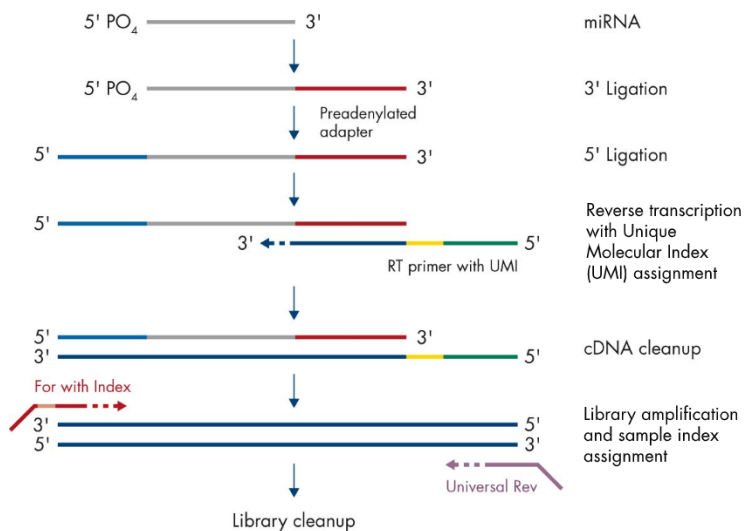 5' PO4 3' miRNA
5' PO4 3' 3' Ligation
Preadenylated
adapter
5' 3' 5' Ligation
5'
3' 5'
RT primer with UMI
Reverse transcription
with Unique
Molecular Index
(UMI) assignment
5' 3'
3' 5'
cDNA cleanup
For with Index
3' 5'
5' 3'
Library amplification
and sample index
assignment
Universal Rev
Library cleanup